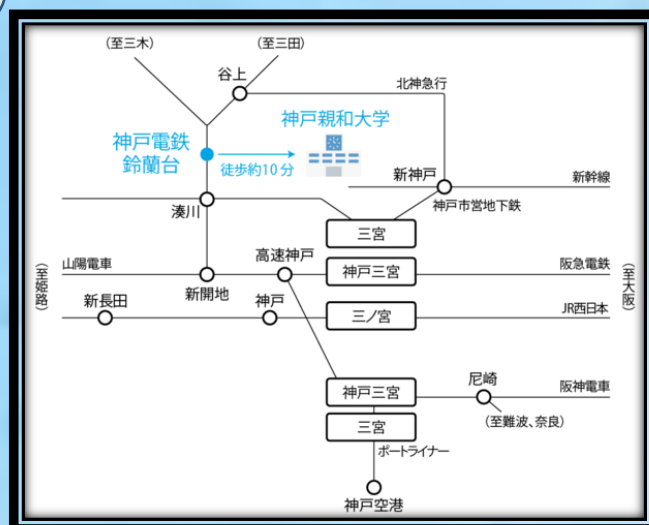 (至三木)
(至三田)
谷上
北神急行
神戸親和大学
神戸電鉄
鈴蘭台
徒歩約10分
新神戸
新幹線
神戸市営地下鉄
湊川
三宮
高速神戸
山陽電車
神戸三宮
阪急電鉄
(至姫路)
(至大阪)
新開地
新長田
神戸
三ノ宮
JR西日本
神戸三宮
尼崎
阪神電車
三宮
(至難波、奈良)
ポートライナー
神戸空港